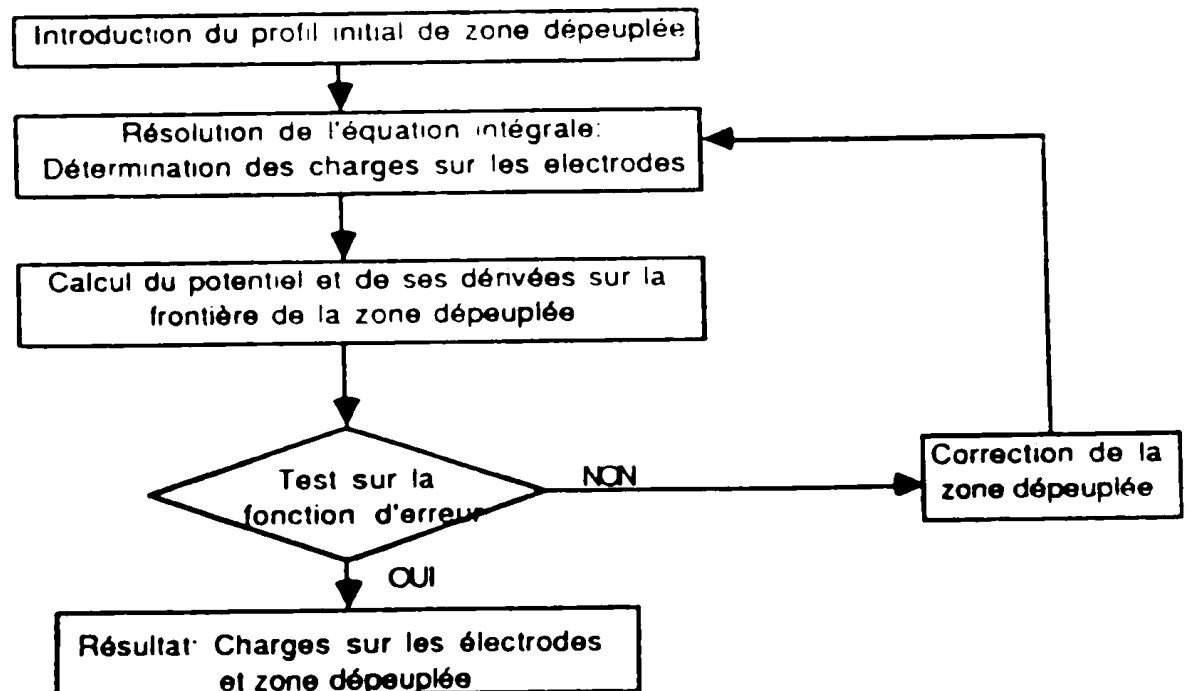 Introduction du profil initial de zone dépeuplée
Résolution de l'équation intégrale:
Détermination des charges sur les electrodes
Calcul du potentiel et de ses dérivées sur la
frontière de la zone dépeuplée
Test sur la
fonction d'erreur
NON
Correction de la
zone dépeuplée
OUI
Résultat: Charges sur les électrodes
et zone dépeuplée